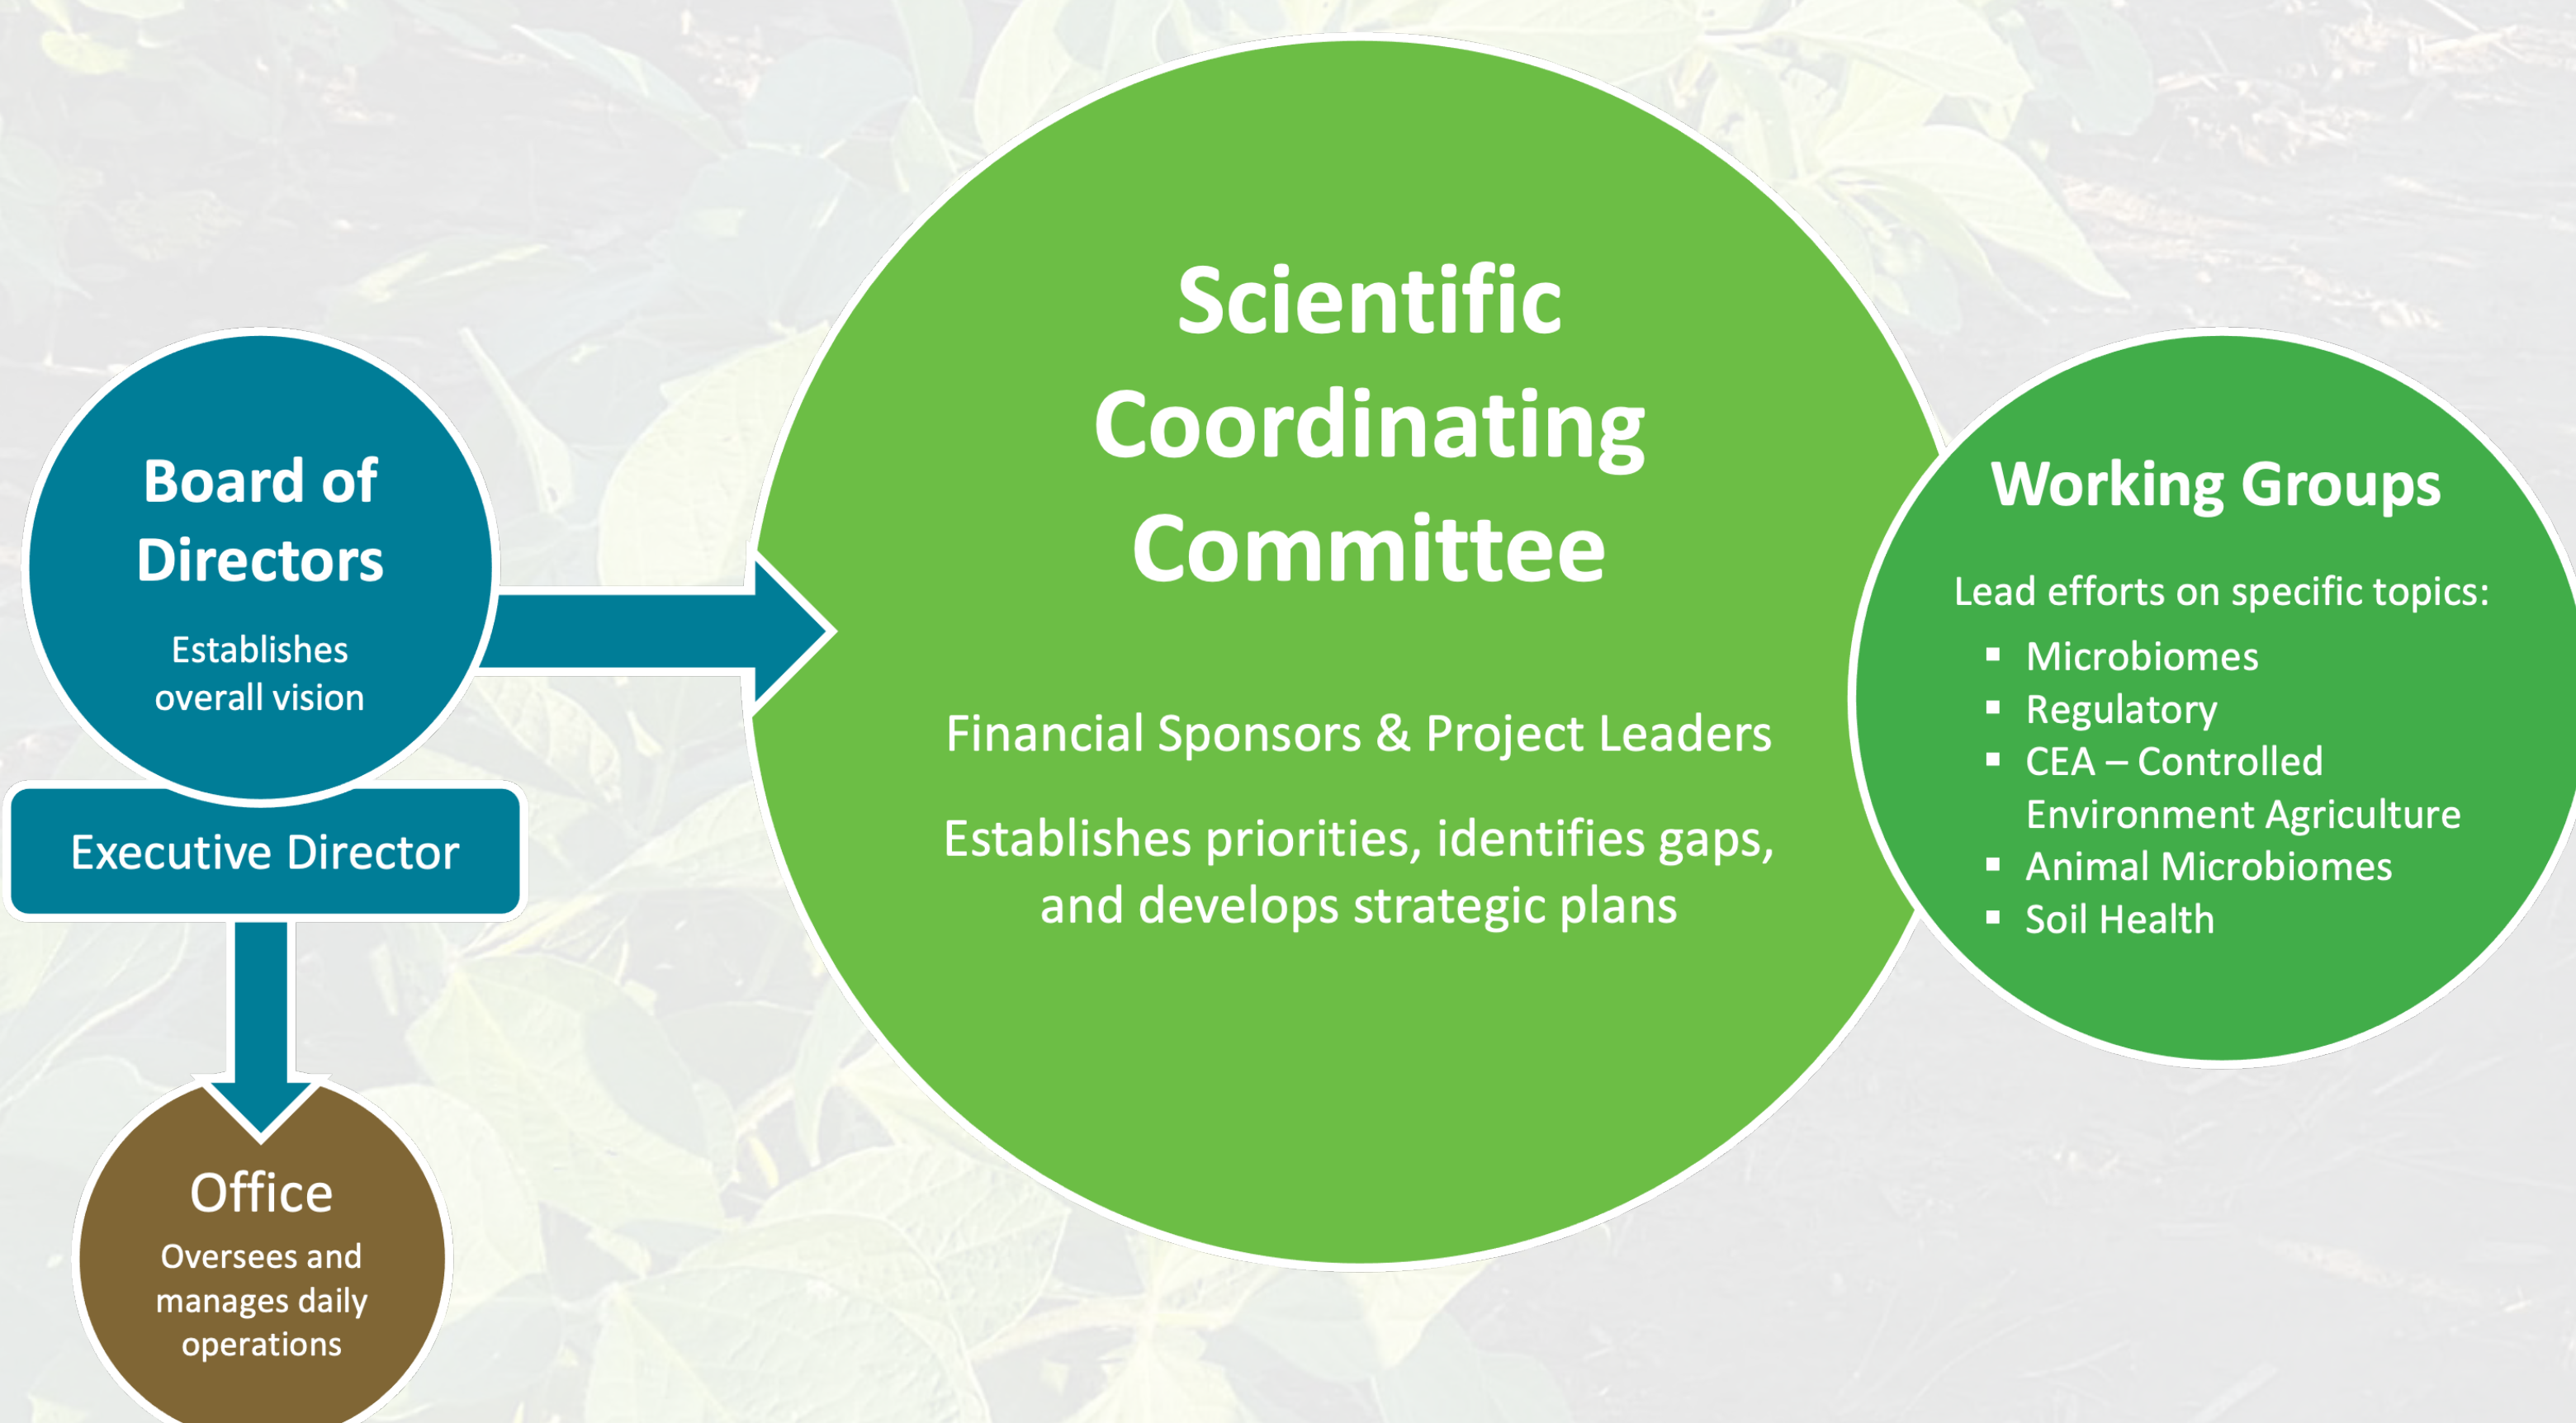 Board of
Directors
Establishes
overall vision
Executive Director
Office
Oversees and
manages daily
operations
Scientific
Coordinating
Committee
Financial Sponsors & Project Leaders
Establishes priorities, identifies gaps,
and develops strategic plans
Working Groups
Lead efforts on specific topics:
▪ Microbiomes
▪ Regulatory
▪ CEA – Controlled
Environment Agriculture
▪ Animal Microbiomes
▪ Soil Health